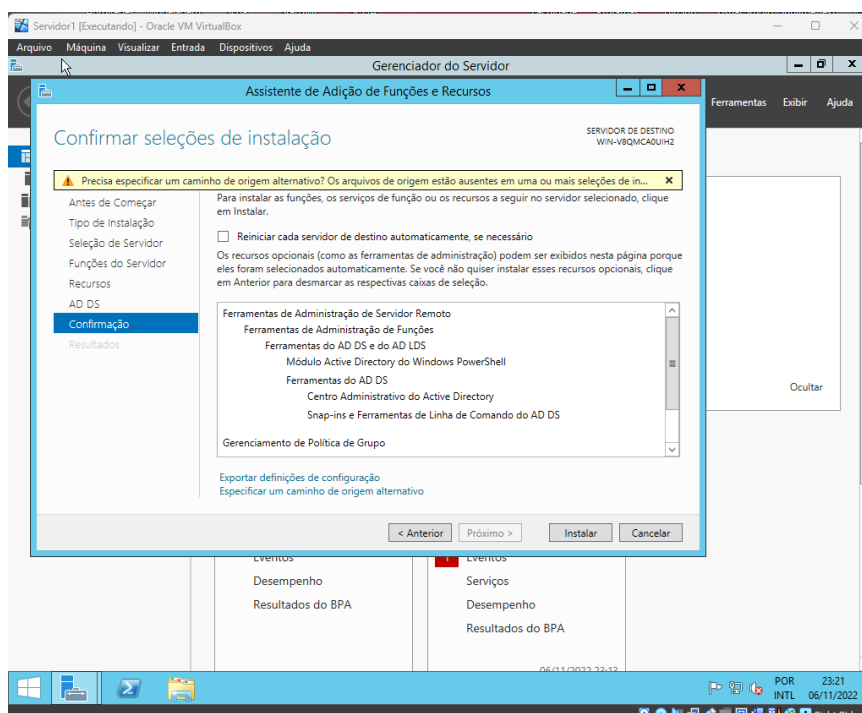 Servidor1 [Executando] - Oracle VM VirtualBox
Arquivo Máquina Visualizar Entrada Dispositivos Ajuda
Gerenciador do Servidor
Assistente de Adição de Funções e Recursos
Ferramentas Exibir Ajuda
Confirmar seleções de instalação
SERVIDOR DE DESTINO
WIN-V8QMCA0UIH2
Precisa especificar um caminho de origem alternativo? Os arquivos de origem estão ausentes em uma ou mais seleções de in...
Antes de Começar
Tipo de Instalação
Seleção de Servidor
Funções do Servidor
Recursos
AD DS
Confirmação
Resultados
Para instalar as funções, os serviços de função ou os recursos a seguir no servidor selecionado, clique
em Instalar.
Reiniciar cada servidor de destino automaticamente, se necessário
Os recursos opcionais (como as ferramentas de administração) podem ser exibidos nesta página porque
eles foram selecionados automaticamente. Se você não quiser instalar esses recursos opcionais, clique
em Anterior para desmarcar as respectivas caixas de seleção.
Ferramentas de Administração de Servidor Remoto
Ferramentas de Administração de Funções
Ferramentas do AD DS e do AD LDS
Módulo Active Directory do Windows PowerShell
Ferramentas do AD DS
Centro Administrativo do Active Directory
Snap-ins e Ferramentas de Linha de Comando do AD DS
Gerenciamento de Política de Grupo
Exportar definições de configuração
Especificar um caminho de origem alternativo
< Anterior Próximo > Instalar Cancelar
Ocultar
Eventos
Desempenho
Resultados do BPA
Eventos
Serviços
Desempenho
Resultados do BPA
06/11/2022 23:13
POR 23:21
INTL 06/11/2022